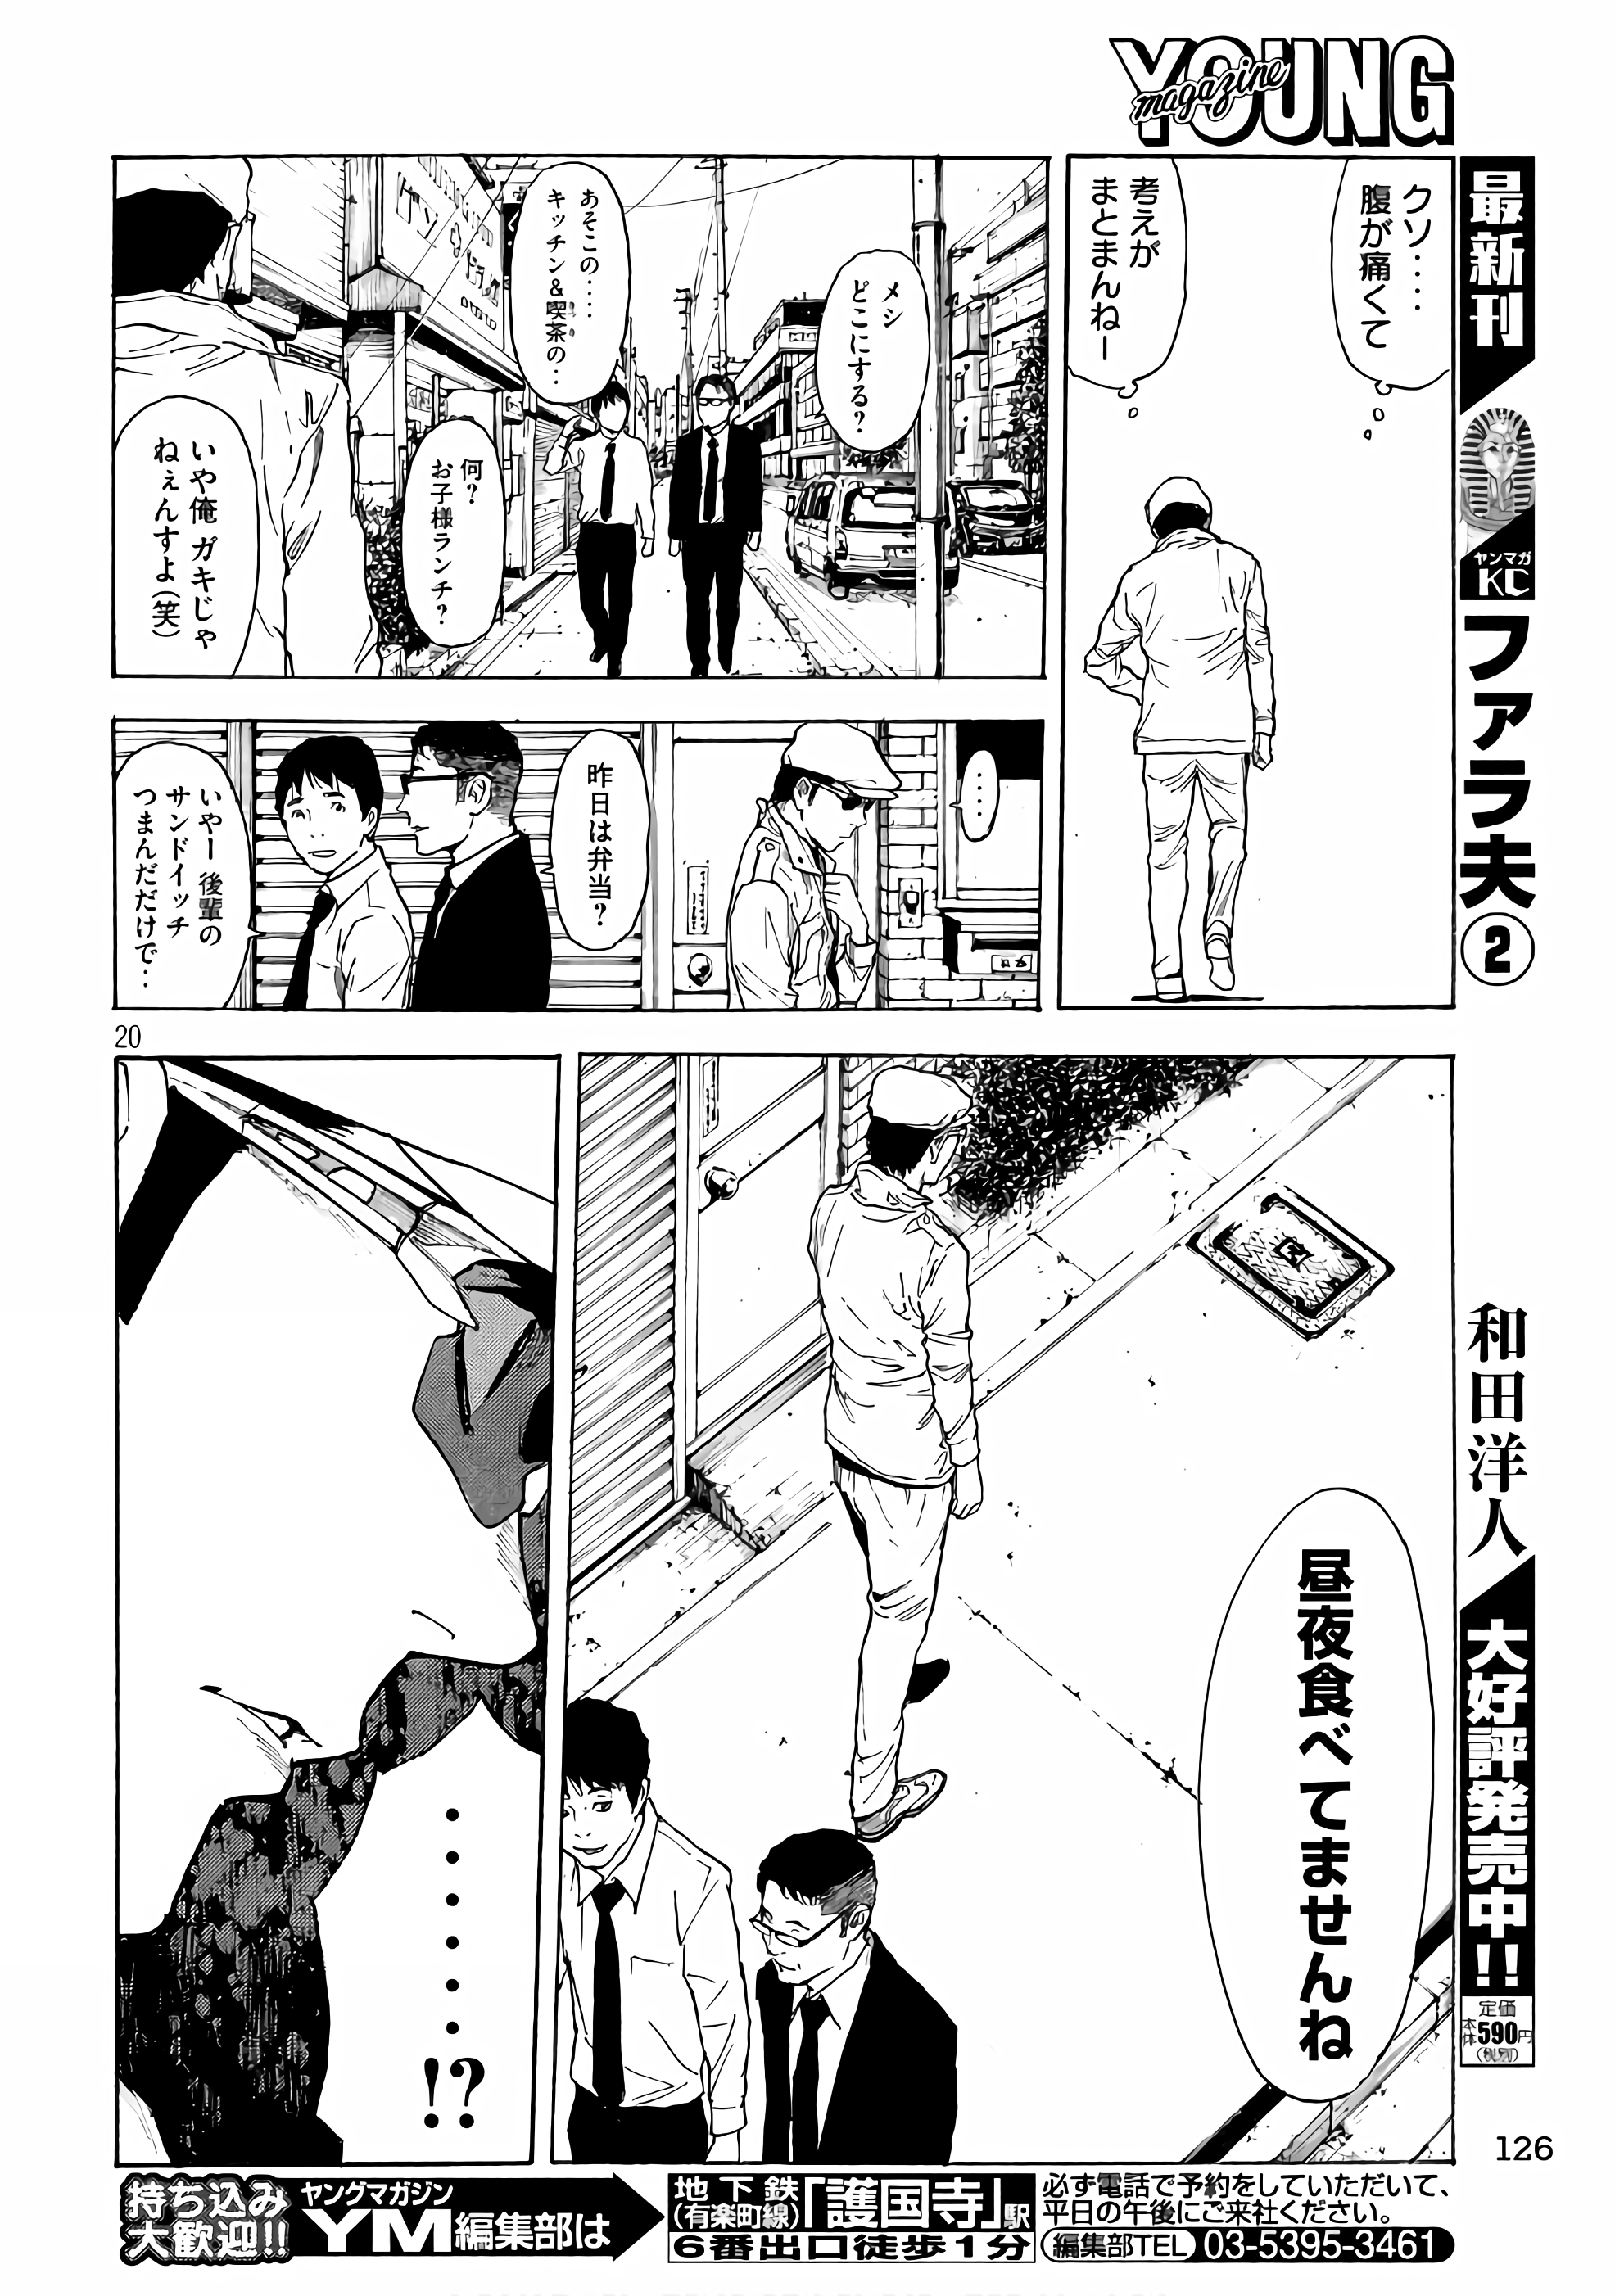 YOUNG
magazine
クソ‥‥
腹が痛くて
考えが
まとまんねー
メシ
どこにする?
あそこの‥‥
キッチン&喫茶の‥
何?
お子様ランチ?
いや俺 ガキじゃ
ねぇんすよ(笑)
‥‥
昨日は弁当?
いやー 後輩の
サンドイッチ
つまんだだけで‥
20
昼夜食べてませんね
・・・・・・!?
最新刊
ヤンマガ
KC
ファラ夫②
和田洋人
大好評発売中!!
定価
本体590円
(税別)
126
持ち込み
大歓迎!!
ヤングマガジン
YM編集部は
地下鉄
(有楽町線)
「護国寺」駅
6番出口徒歩1分
必ず電話で予約をしていただいて、
平日の午後にご来社ください。
編集部TEL 03-5395-3461